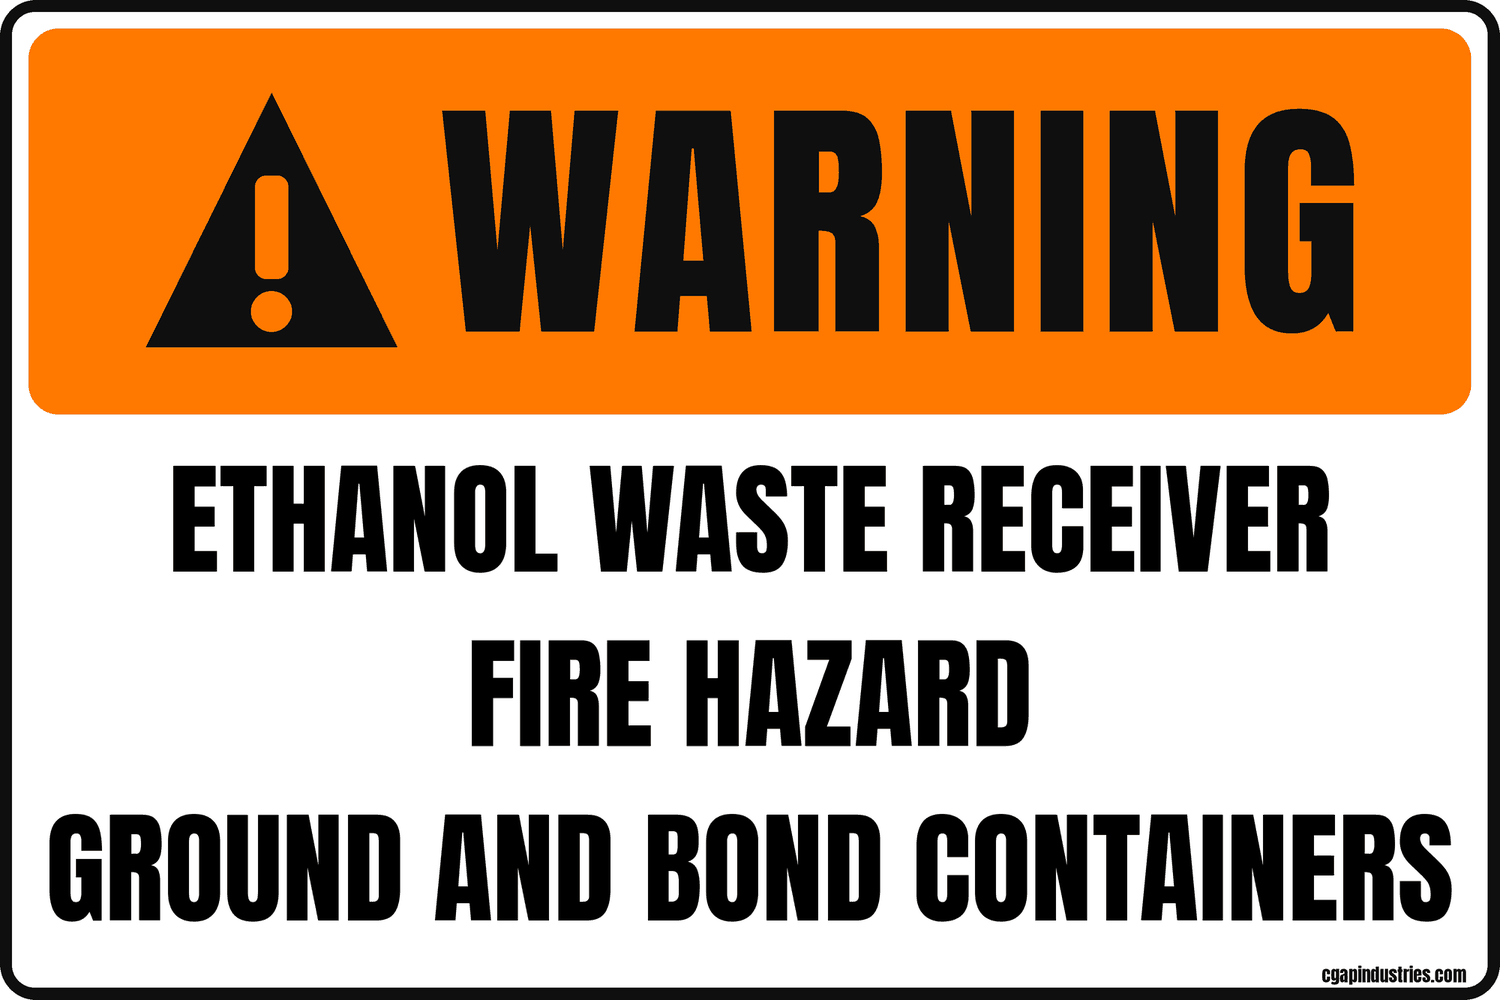 WARNING
ETHANOL WASTE RECEIVER
FIRE HAZARD
GROUND AND BOND CONTAINERS
cgapindustries.com